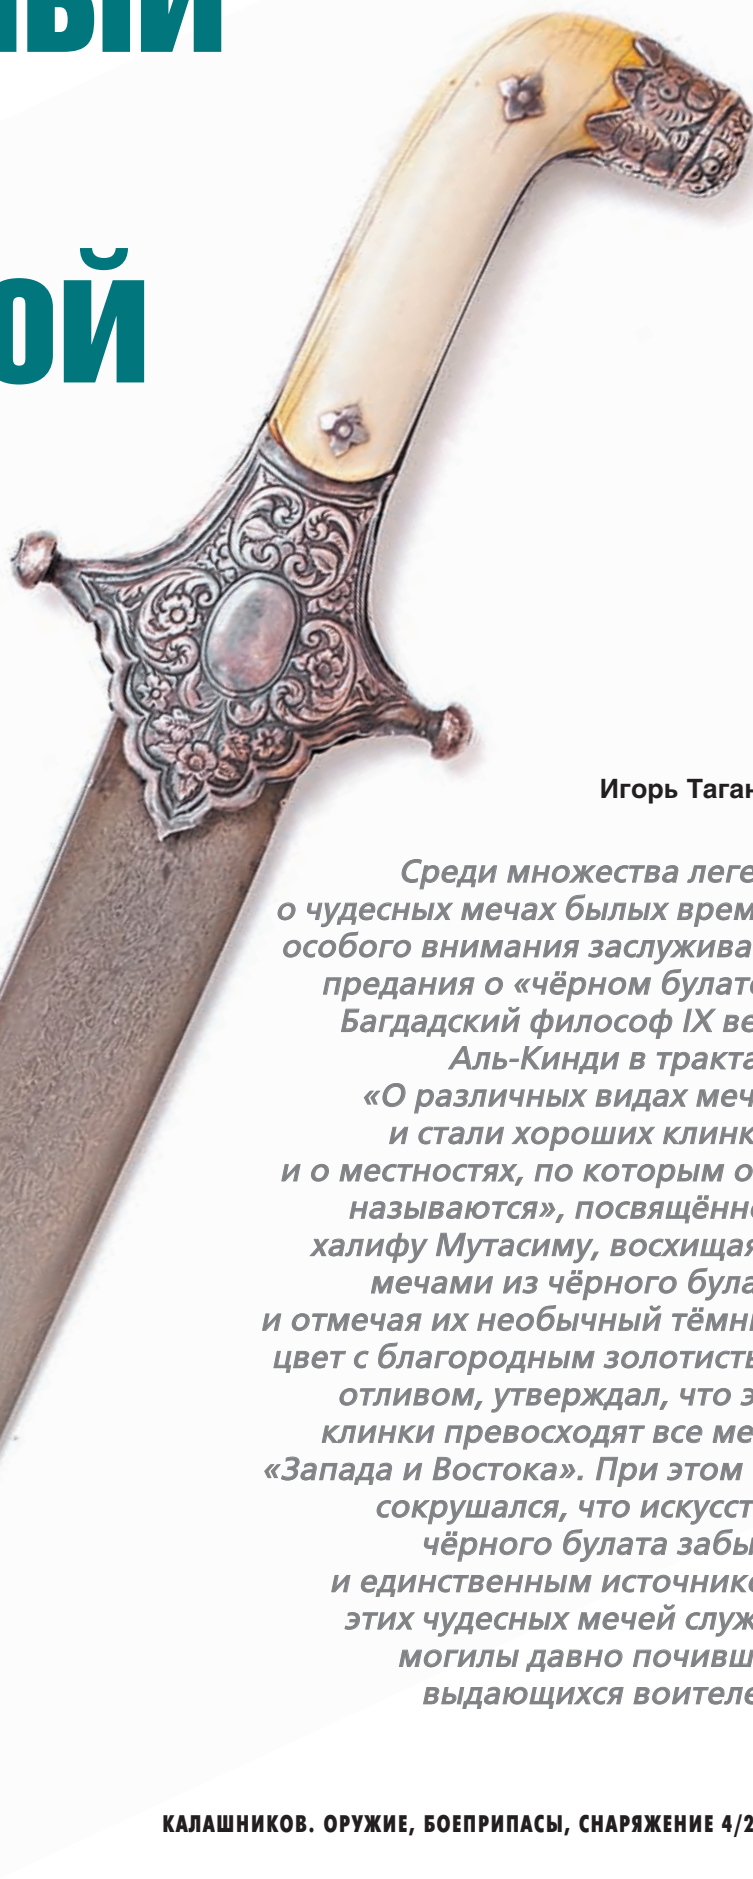 ный
ой
Игорь Таган
Среди множества леге
о чудесных мечах былых врем
особого внимания заслужива
предания о «чёрном булат
Багдадский философ IX ве
Аль-Кинди в тракта
«О различных видах меч
и стали хороших клинк
и о местностях, по которым о
называются», посвящённ
халифу Мутасиму, восхищая
мечами из чёрного була
и отмечая их необычный тёмн
цвет с благородным золотист
отливом, утверждал, что э
клинки превосходят все ме
«Запада и Востока». При этом
сокрушался, что искусст
чёрного булата забы
и единственным источник
этих чудесных мечей служ
могилы давно почивш
выдающихся воителе
КАЛАШНИКОВ. ОРУЖИЕ, БОЕПРИПАСЫ, СНАРЯЖЕНИЕ 4/2